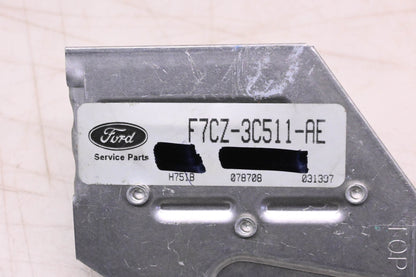 F7CZ-3C511-AE
Ford
Service Parts
H751B 078708 031397
TOP